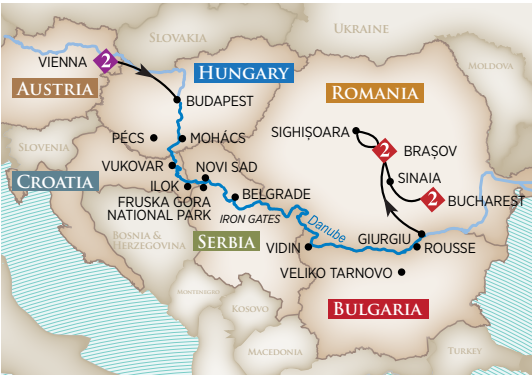 SLOVAKIA
UKRAINE
VIENNA
2
MOLDOVA
HUNGARY
AUSTRIA
ROMANIA
BUDAPEST
SIGHIȘOARA
PÉCS
MOHÁCS
SLOVENIA
2
BRAȘOV
VUKOVAR
NOVI SAD
CROATIA
SINAIA
ILOK
BELGRADE
2
BUCHAREST
FRUSKA GORA
NATIONAL PARK
IRON GATES
Danube
BOSNIA &
HERZEGOVINA
SERBIA
GIURGIU
VIDIN
ROUSSE
VELIKO TARNOVO
MONTENEGRO
KOSOVO
BULGARIA
MACEDONIA
TURKEY